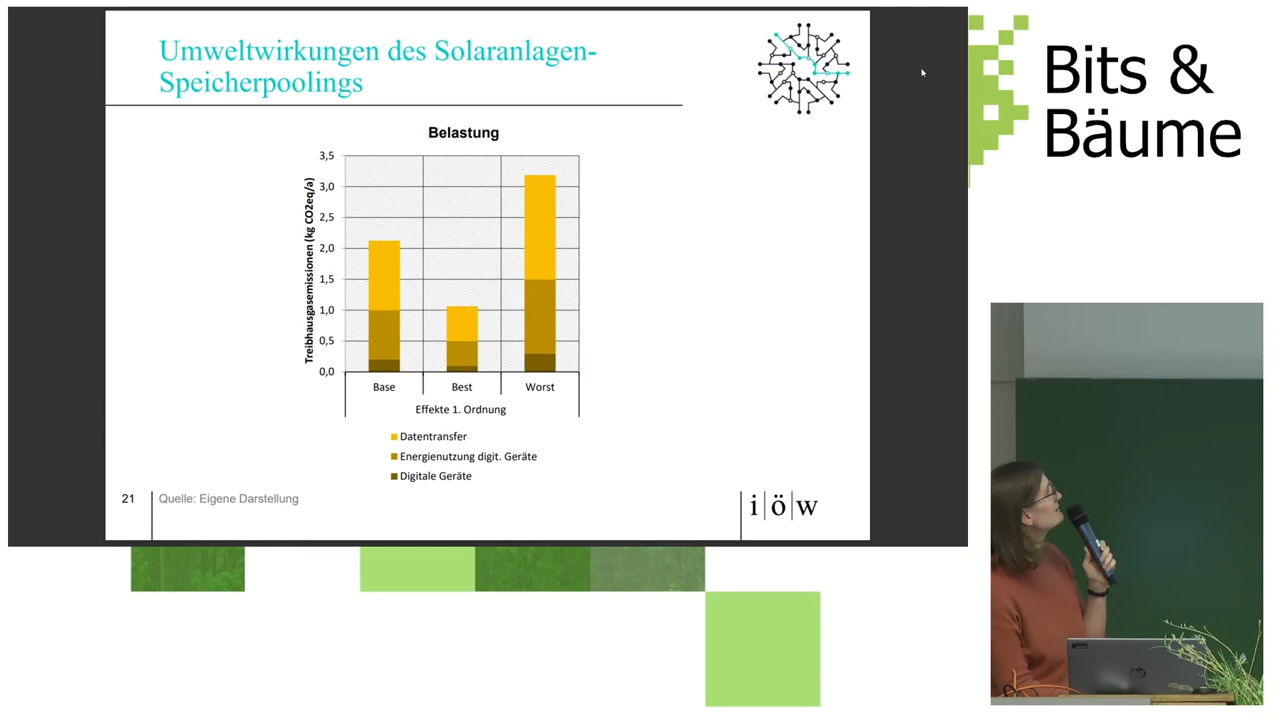 Umweltwirkungen des Solaranlagen-
Speicherpoolings
Bits &
Bäume
Belastung
Treibhausgasemissionen (kg CO2eq/a)
3,5
3,0
2,5
2,0
1,5
1,0
0,5
0,0
Base
Best
Worst
Effekte 1. Ordnung
Datentransfer
Energienutzung digit. Geräte
Digitale Geräte
21
Quelle: Eigene Darstellung
i|ö|w